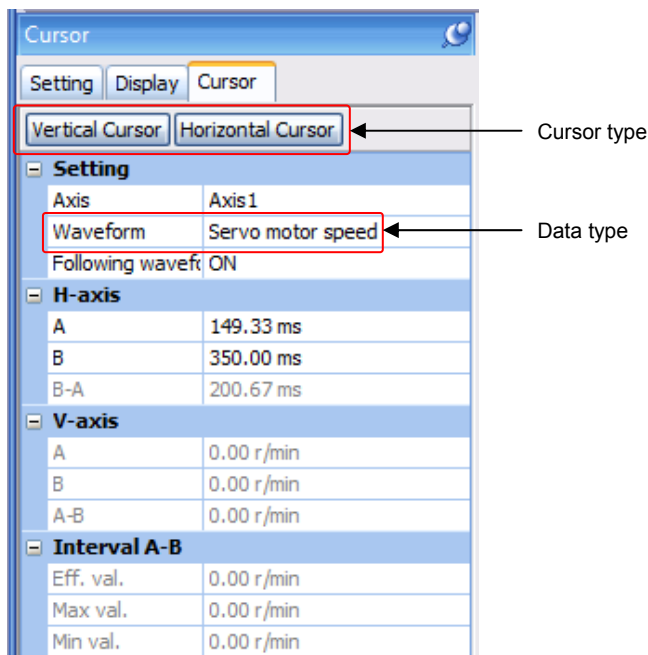 Cursor
Setting Display Cursor
Vertical Cursor Horizontal Cursor Cursor type
Setting
Axis Axis1
Waveform Servo motor speed Data type
Following wavef ON
H-axis
A 149.33 ms
B 350.00 ms
B-A 200.67 ms
V-axis
A 0.00 r/min
B 0.00 r/min
A-B 0.00 r/min
Interval A-B
Eff. val. 0.00 r/min
Max val. 0.00 r/min
Min val. 0.00 r/min